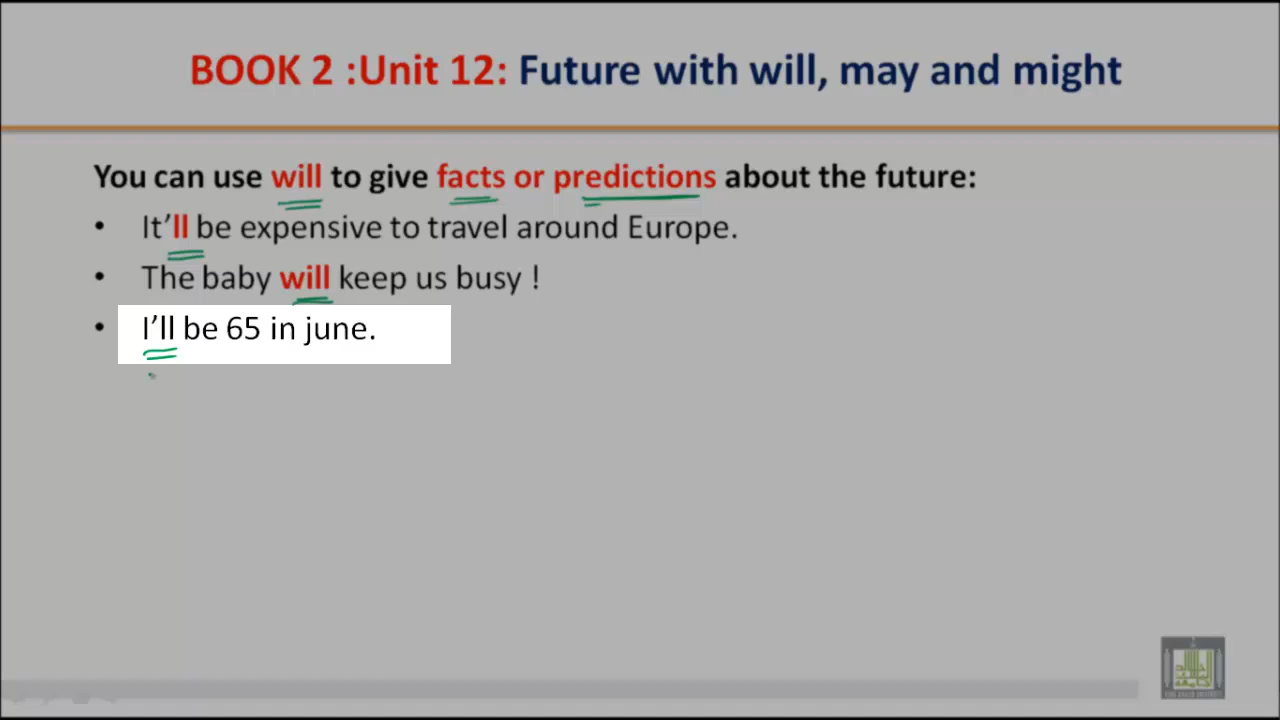 BOOK 2 :Unit 12: Future with will, may and might
You can use will to give facts or predictions about the future:
• It'll be expensive to travel around Europe.
• The baby will keep us busy !
• I'll be 65 in june.